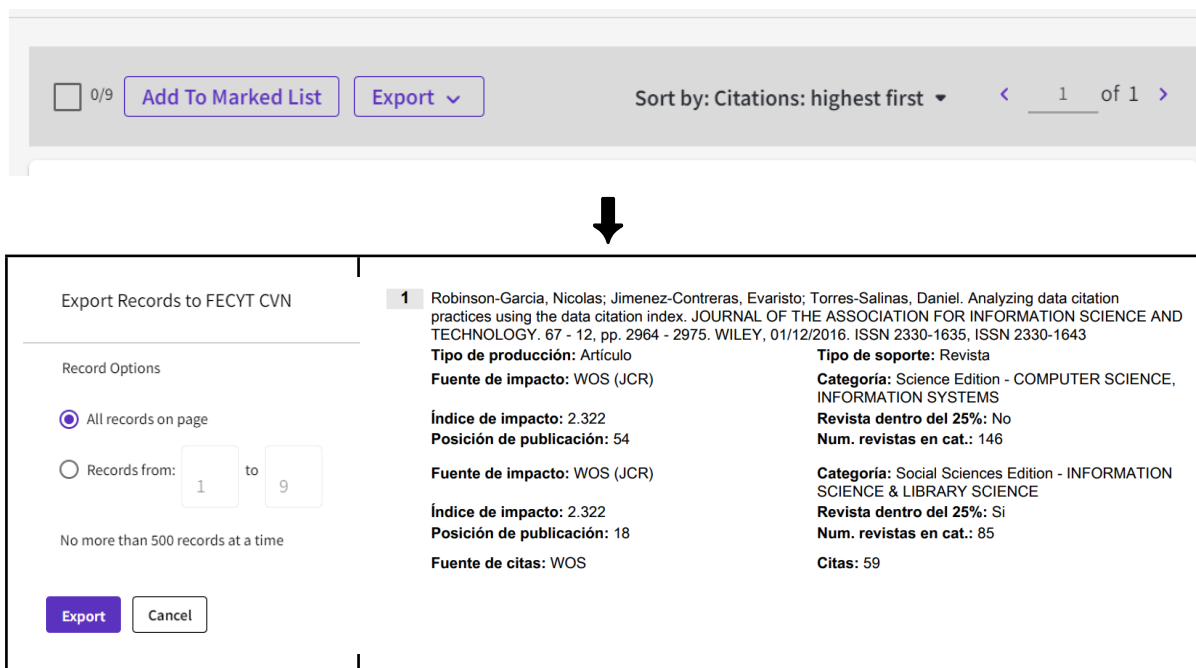 0/9 Add To Marked List Export Sort by: Citations: highest first 1 of 1
Export Records to FECYT CVN
Record Options
All records on page
Records from: 1 to 9
No more than 500 records at a time
Export Cancel
1 Robinson-Garcia, Nicolas; Jimenez-Contreras, Evaristo; Torres-Salinas, Daniel. Analyzing data citation
practices using the data citation index. JOURNAL OF THE ASSOCIATION FOR INFORMATION SCIENCE AND
TECHNOLOGY. 67 - 12, pp. 2964 - 2975. WILEY, 01/12/2016. ISSN 2330-1635, ISSN 2330-1643
Tipo de producción: Artículo Tipo de soporte: Revista
Fuente de impacto: WOS (JCR) Categoría: Science Edition - COMPUTER SCIENCE,
INFORMATION SYSTEMS
Índice de impacto: 2.322 Revista dentro del 25%: No
Posición de publicación: 54 Num. revistas en cat.: 146
Fuente de impacto: WOS (JCR) Categoría: Social Sciences Edition - INFORMATION
SCIENCE & LIBRARY SCIENCE
Índice de impacto: 2.322 Revista dentro del 25%: Si
Posición de publicación: 18 Num. revistas en cat.: 85
Fuente de citas: WOS Citas: 59